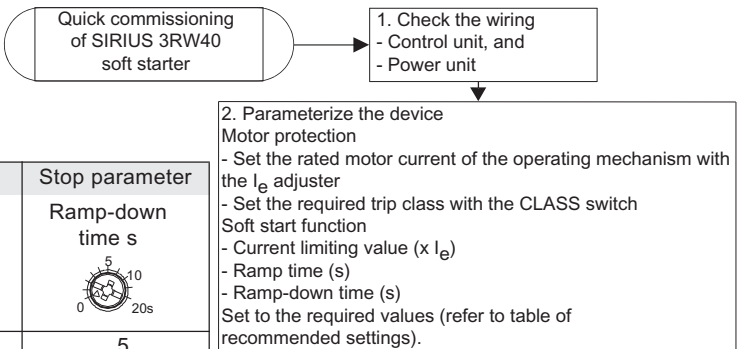 Quick commissioning
of SIRIUS 3RW40
soft starter
1. Check the wiring
- Control unit, and
- Power unit
2. Parameterize the device
Motor protection
- Set the rated motor current of the operating mechanism with
the Ie adjuster
- Set the required trip class with the CLASS switch
Soft start function
- Current limiting value (x Ie)
- Ramp time (s)
- Ramp-down time (s)
Set to the required values (refer to table of
recommended settings).
Stop parameter
Ramp-down
time s
5
10
0
20s
5